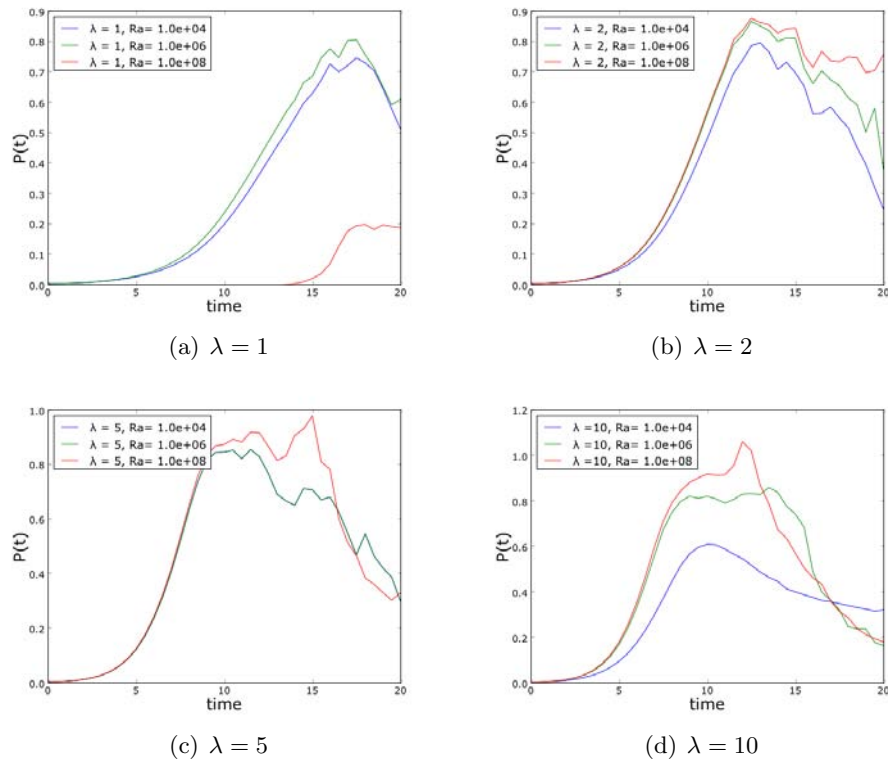 0.9
0.8
0.7
0.6
0.5
0.4
0.3
0.2
0.1
0.0
P(t)
λ = 1, Ra= 1.0e+04
λ = 1, Ra= 1.0e+06
λ = 1, Ra= 1.0e+08
0 5 10 15 20
time
(a) λ = 1
0.9
0.8
0.7
0.6
0.5
0.4
0.3
0.2
0.1
0.0
P(t)
λ = 2, Ra= 1.0e+04
λ = 2, Ra= 1.0e+06
λ = 2, Ra= 1.0e+08
0 5 10 15 20
time
(b) λ = 2
1.0
0.8
0.6
0.4
0.2
0.0
P(t)
λ = 5, Ra= 1.0e+04
λ = 5, Ra= 1.0e+06
λ = 5, Ra= 1.0e+08
0 5 10 15 20
time
(c) λ = 5
1.2
1.0
0.8
0.6
0.4
0.2
0.0
P(t)
λ =10, Ra= 1.0e+04
λ =10, Ra= 1.0e+06
λ =10, Ra= 1.0e+08
0 5 10 15 20
time
(d) λ = 10